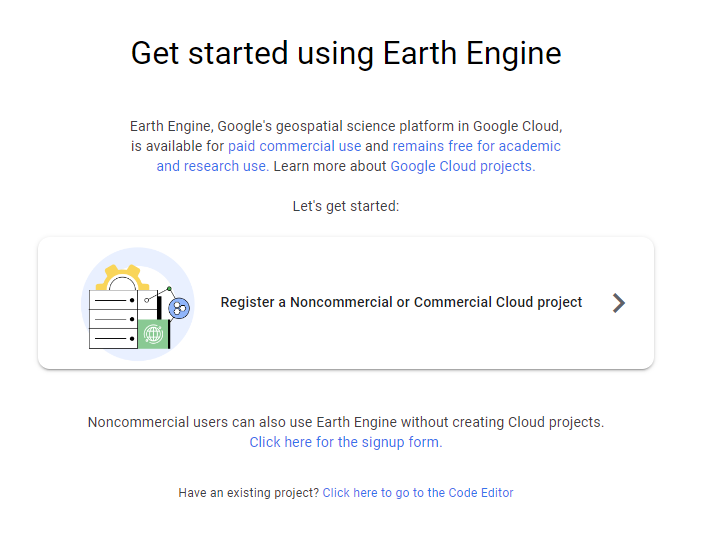 Get started using Earth Engine
Earth Engine, Google's geospatial science platform in Google Cloud,
is available for paid commercial use and remains free for academic
and research use. Learn more about Google Cloud projects.
Let's get started:
Register a Noncommercial or Commercial Cloud project
Noncommercial users can also use Earth Engine without creating Cloud projects.
Click here for the signup form.
Have an existing project? Click here to go to the Code Editor